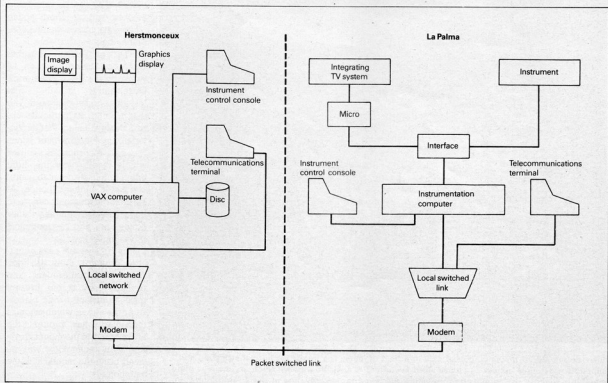 Herstmonceux
Image
display
Graphics
display
Instrument
control console
Telecommunications
terminal
VAX computer
Disc
Local switched
network
Modem
La Palma
Integrating
TV system
Instrument
Micro
Interface
Instrument
control console
Instrumentation
computer
Telecommunications
terminal
Local switched
link
Modem
Packet switched link